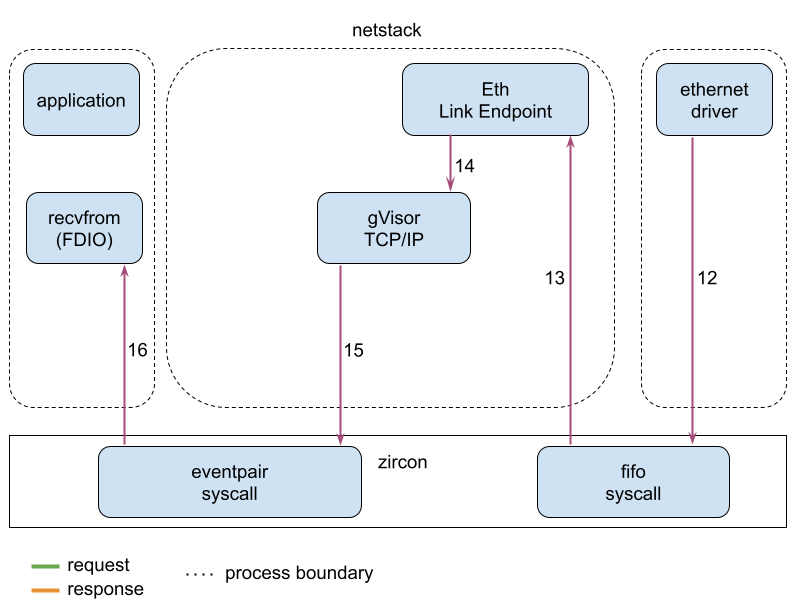 netstack
application
Eth
Link Endpoint
ethernet
driver
14
recvfrom
(FDIO)
gVisor
TCP/IP
13
12
16
15
eventpair
syscall
zircon
fifo
syscall
request
response
process boundary